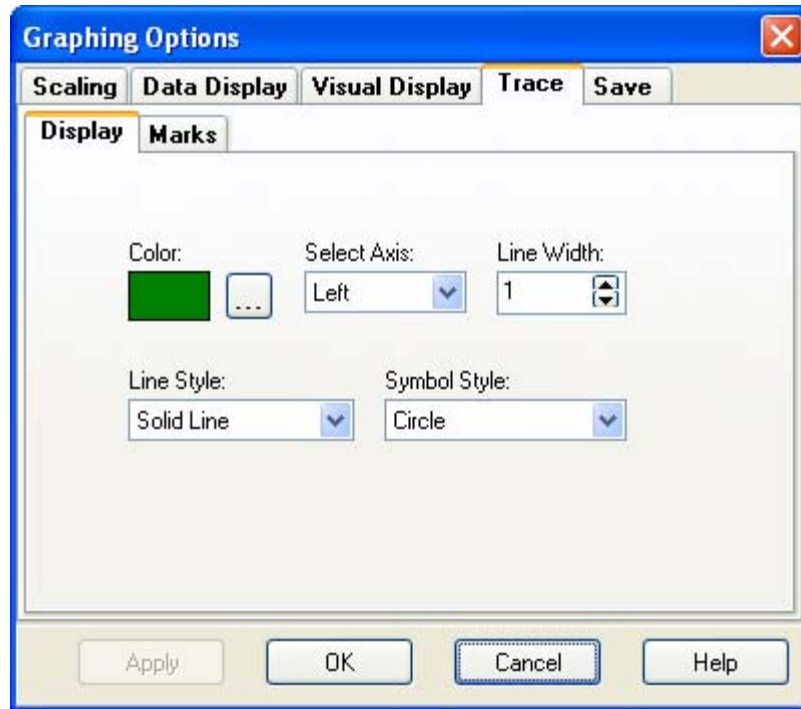 Graphing Options
Scaling Data Display Visual Display Trace Save
Display Marks
Color: Select Axis: Line Width:
... Left 1
Line Style: Symbol Style:
Solid Line Circle
Apply OK Cancel Help